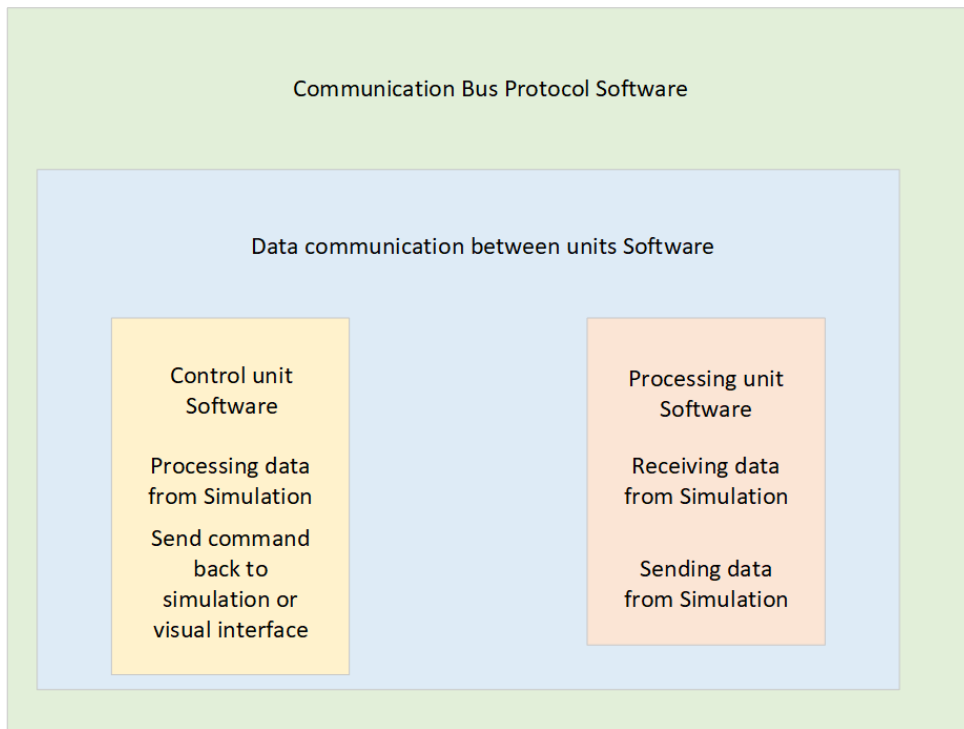 Communication Bus Protocol Software
Data communication between units Software
Control unit
Software
Processing data
from Simulation
Send command
back to
simulation or
visual interface
Processing unit
Software
Receiving data
from Simulation
Sending data
from Simulation